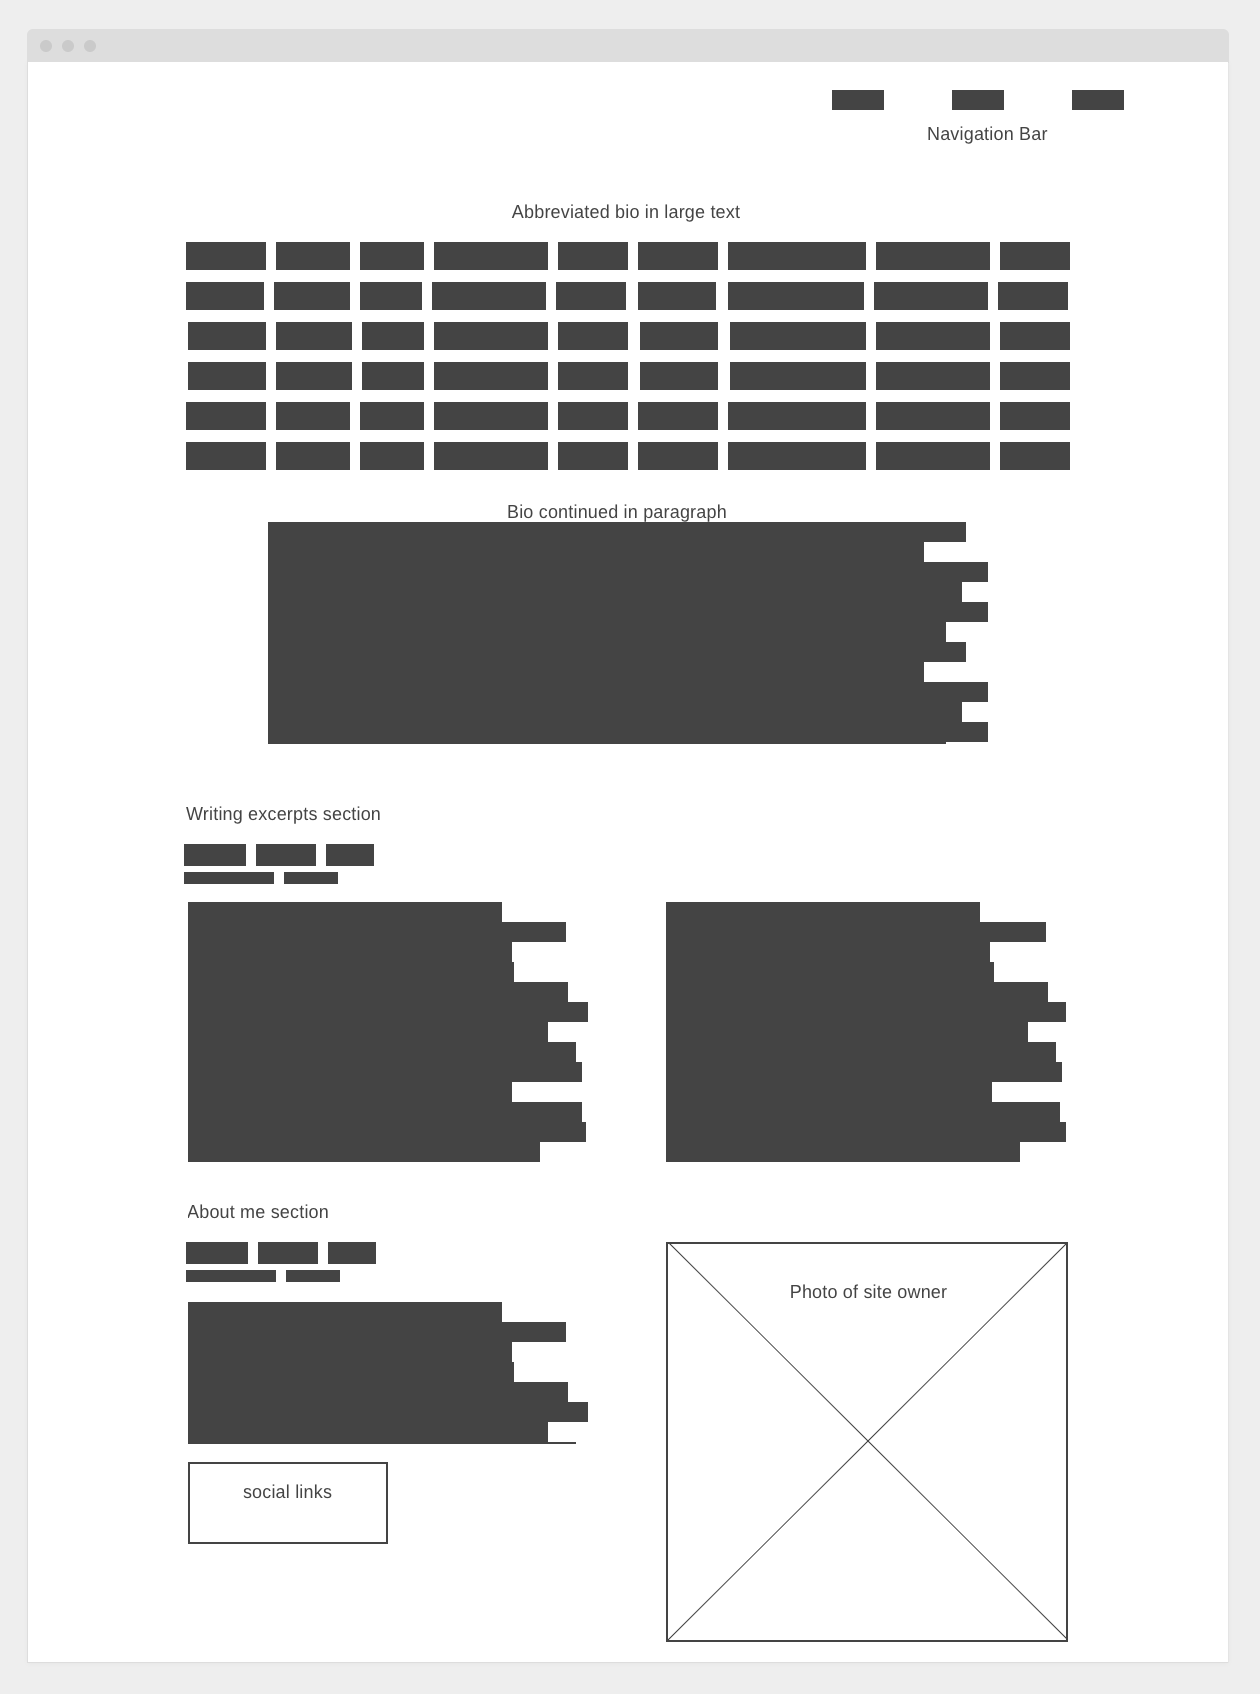 Navigation Bar
Abbreviated bio in large text
Bio continued in paragraph
Writing excerpts section
About me section
Photo of site owner
social links